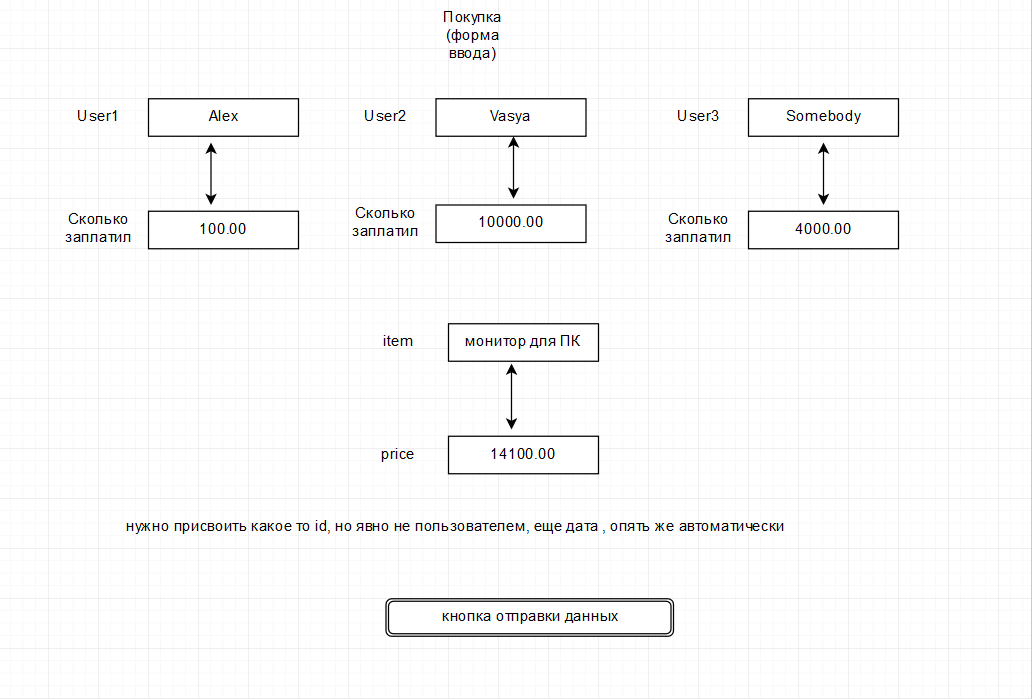 Покупка
(форма
ввода)
User1
Alex
User2
Vasya
User3
Somebody
Сколько
заплатил
100.00
Сколько
заплатил
10000.00
Сколько
заплатил
4000.00
item
монитор для ПК
price
14100.00
нужно присвоить какое то id, но явно не пользователем, еще дата , опять же автоматически
кнопка отправки данных